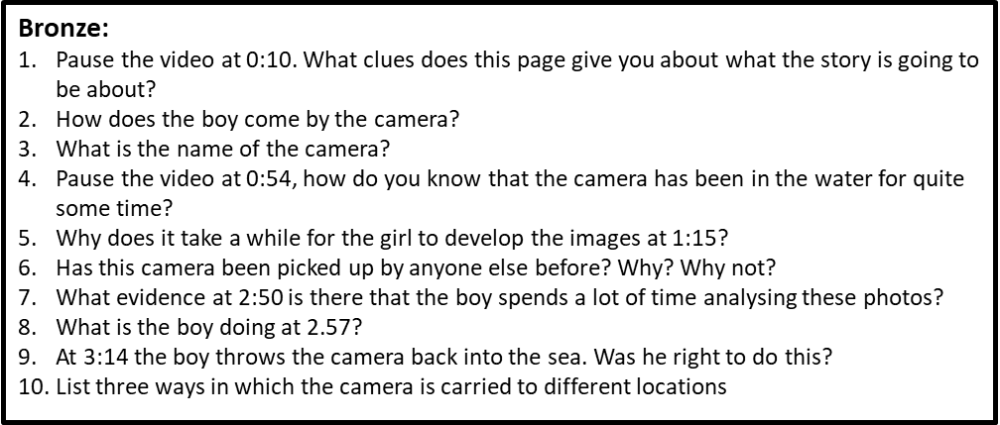 Bronze:
1. Pause the video at 0:10. What clues does this page give you about what the story is going to
be about?
2. How does the boy come by the camera?
3. What is the name of the camera?
4. Pause the video at 0:54, how do you know that the camera has been in the water for quite
some time?
5. Why does it take a while for the girl to develop the images at 1:15?
6. Has this camera been picked up by anyone else before? Why? Why not?
7. What evidence at 2:50 is there that the boy spends a lot of time analysing these photos?
8. What is the boy doing at 2.57?
9. At 3:14 the boy throws the camera back into the sea. Was he right to do this?
10. List three ways in which the camera is carried to different locations